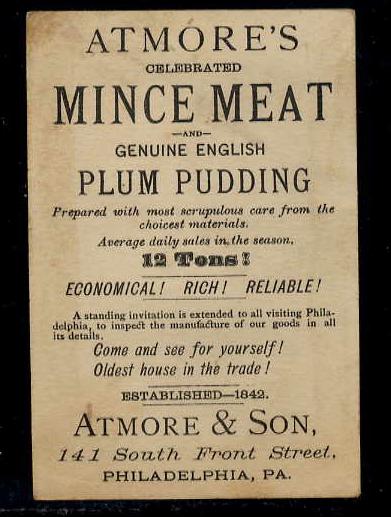 ATMORE'S
CELEBRATED
MINCE MEAT
—AND—
GENUINE ENGLISH
PLUM PUDDING
Prepared with most scrupulous care from the
choicest materials.
Average daily sales in the season,
12 Tons!
ECONOMICAL! RICH! RELIABLE!
A standing invitation is extended to all visiting Phila-
delphia, to inspect the manufacture of our goods in all
its details.
Come and see for yourself!
Oldest house in the trade!
ESTABLISHED—1842.
ATMORE & SON,
141 South Front Street,
PHILADELPHIA, PA.